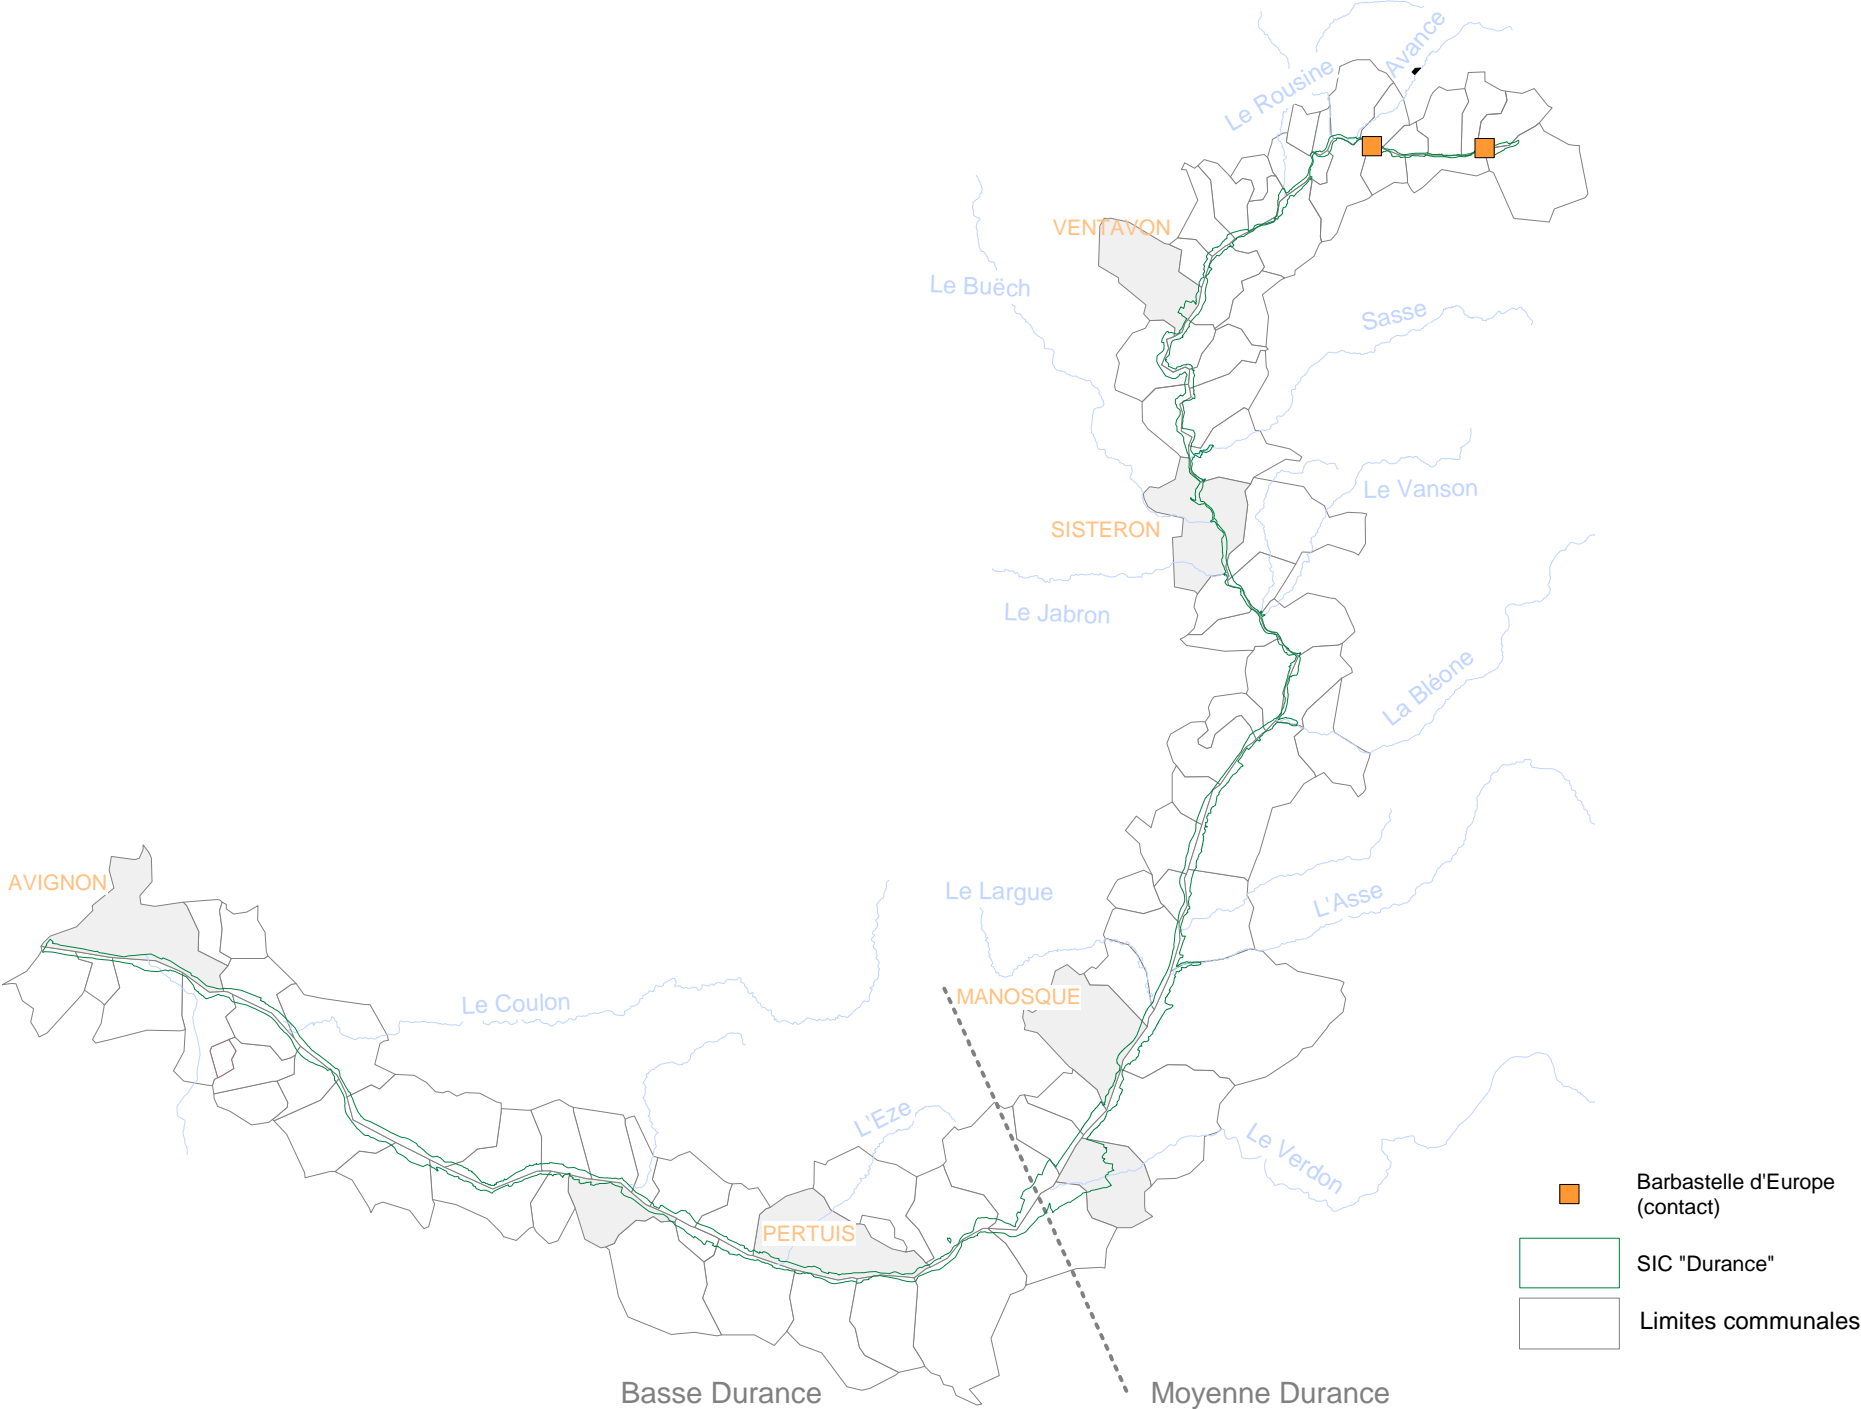 Avance
Le Rousine
VENTAVON
Le Buëch
Sasse
Le Vanson
SISTERON
Le Jabron
La Bléone
AVIGNON
Le Largue
L'Asse
MANOSQUE
Le Coulon
L'Eze
Le Verdon
PERTUIS
Barbastelle d'Europe
(contact)
SIC "Durance"
Limites communales
Basse Durance
Moyenne Durance